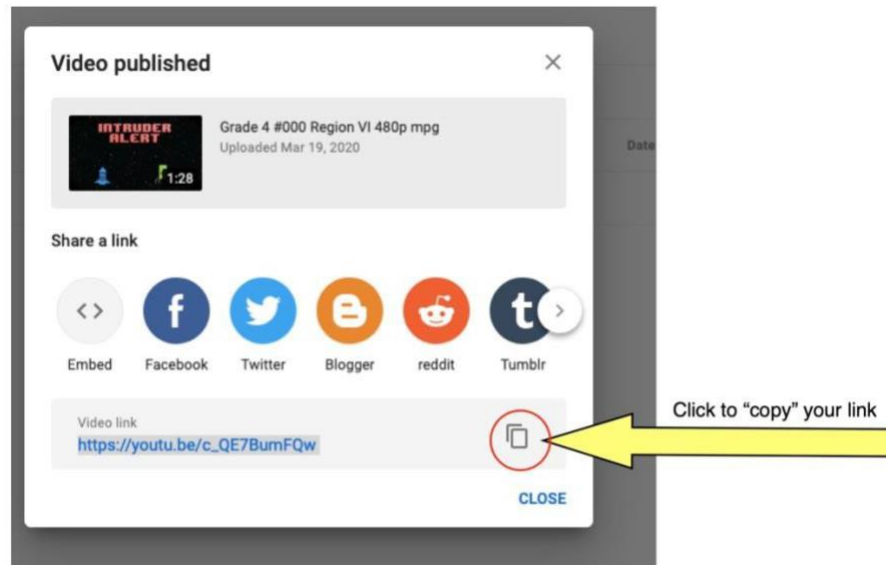 Video published
INTRUDER
ALERT
1:28
Grade 4 #000 Region VI 480p mpg
Uploaded Mar 19, 2020
Date
Share a link
Embed
Facebook
Twitter
Blogger
reddit
Tumblr
Video link
https://youtu.be/c_QE7BumFQw
Click to “copy” your link
CLOSE